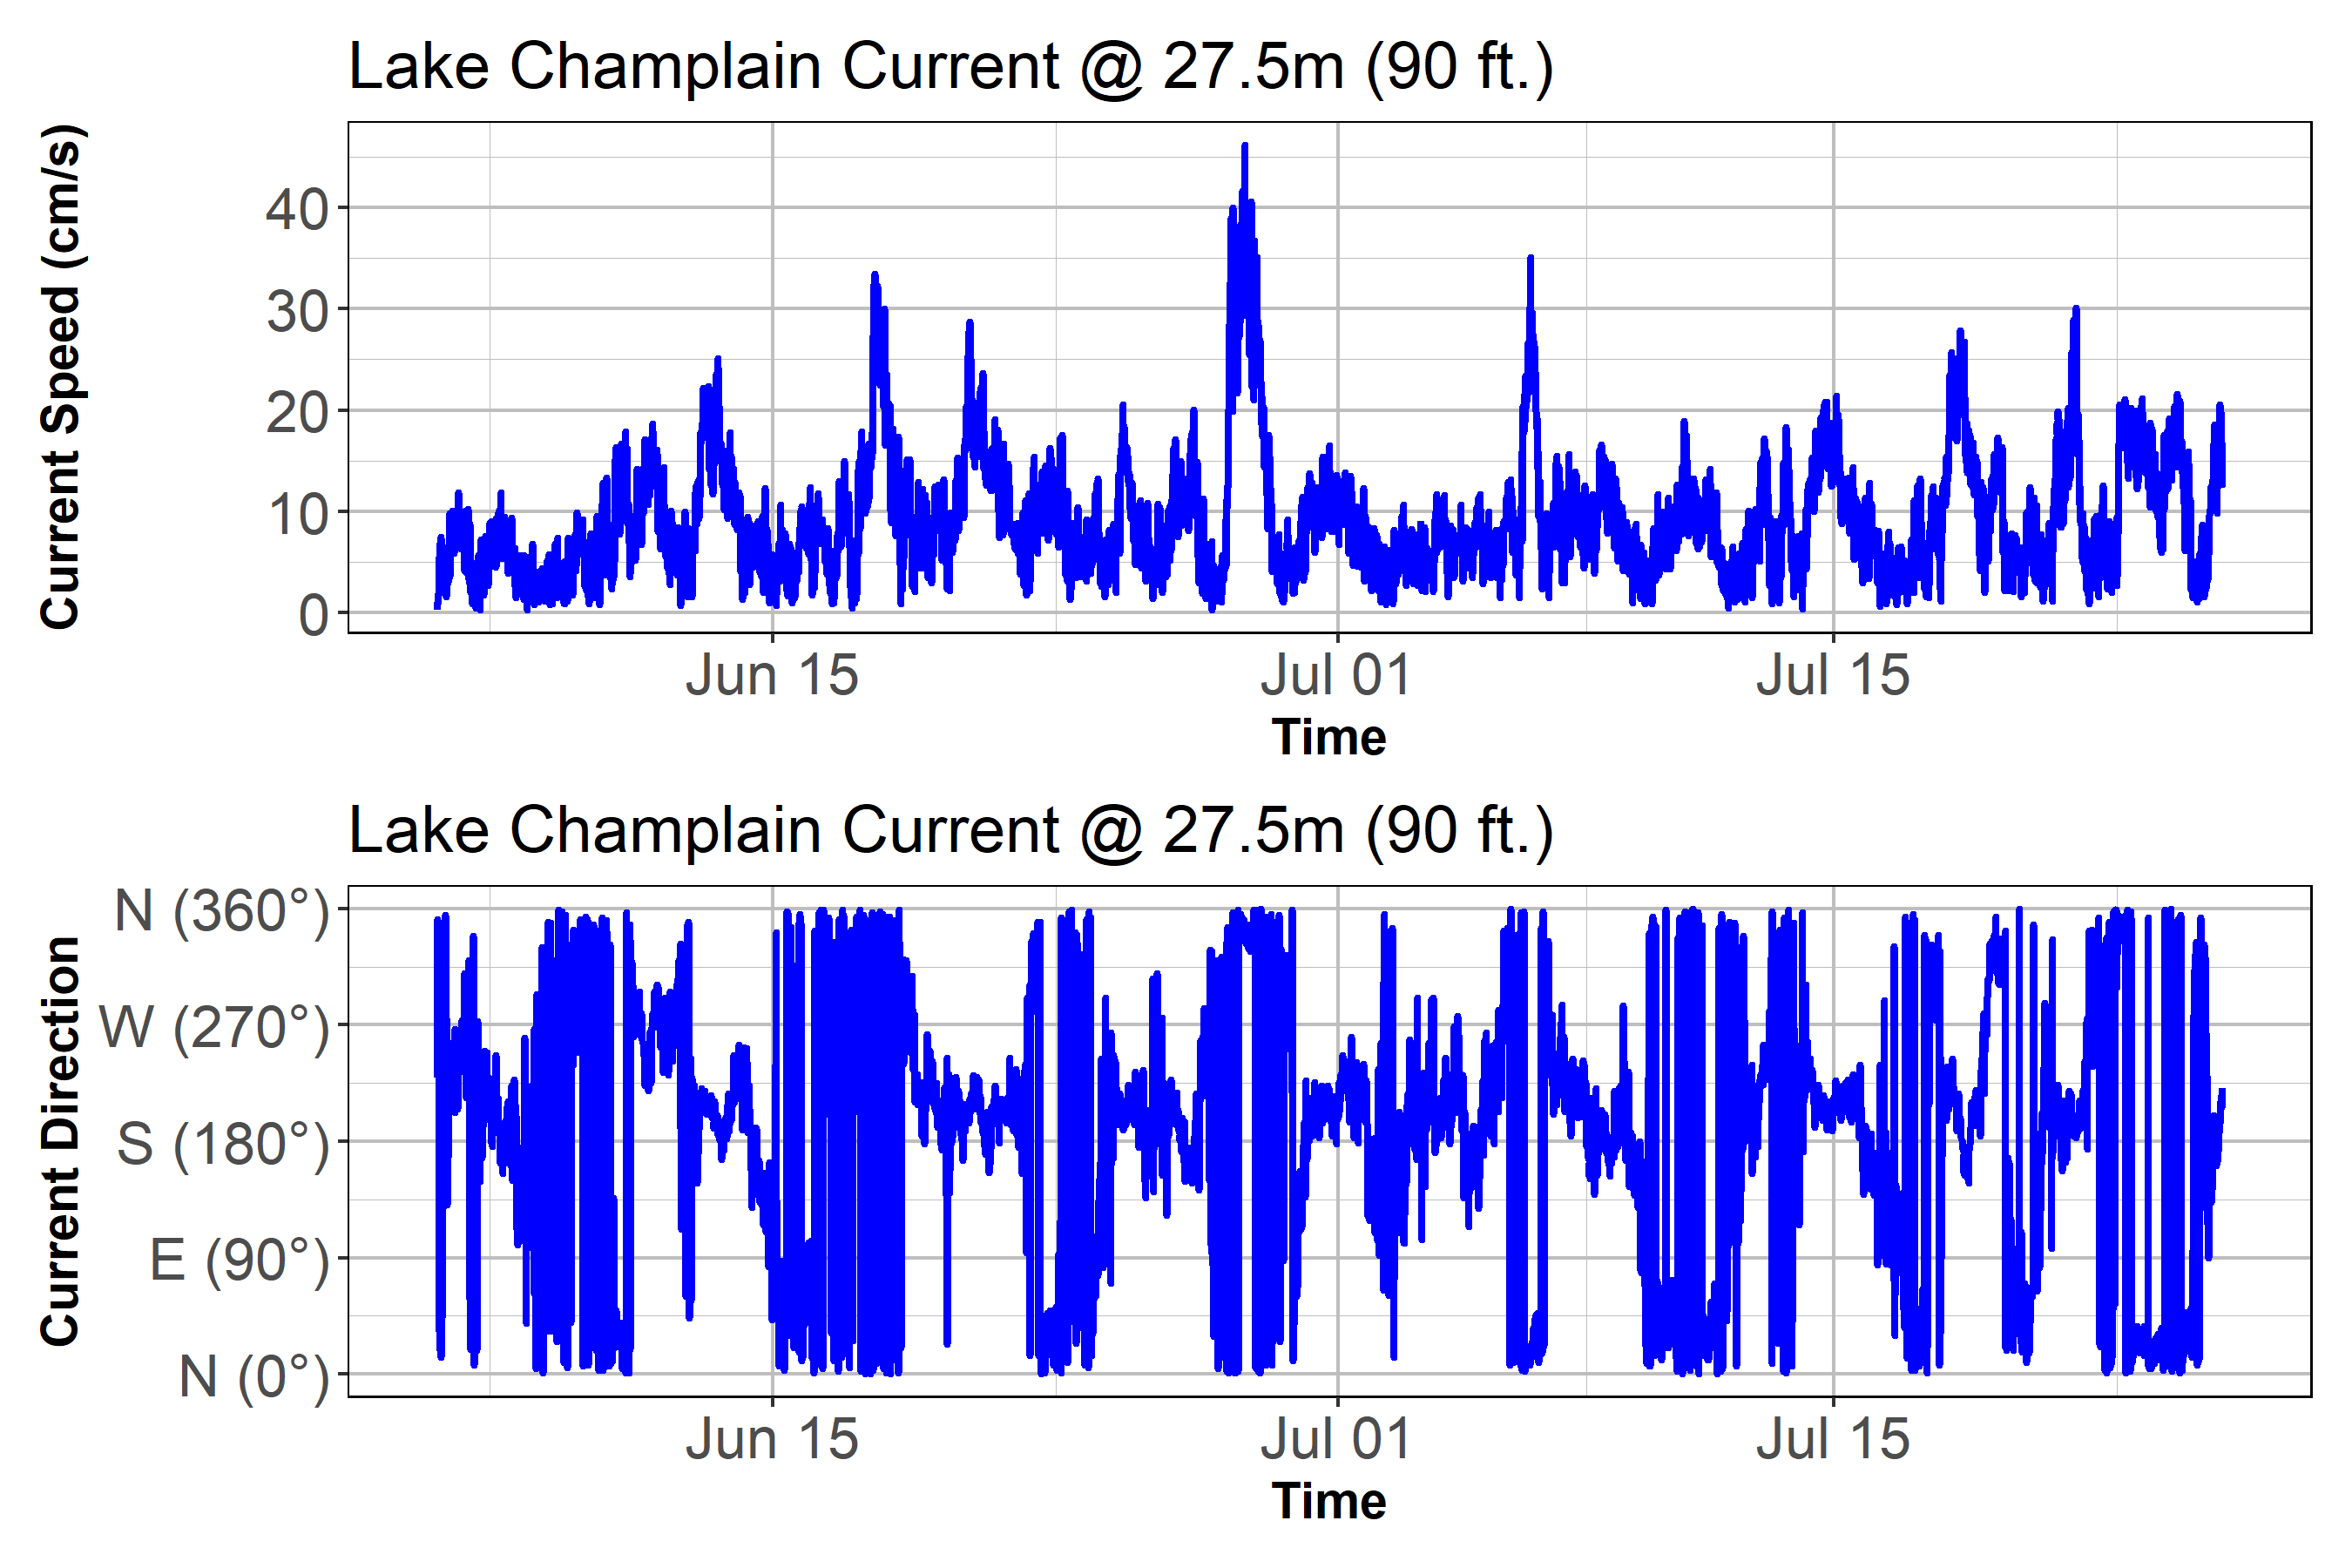 Lake Champlain Current @ 27.5m (90 ft.)
Current Speed (cm/s)
40
30
20
10
0
Jun 15 Jul 01 Jul 15
Time
Lake Champlain Current @ 27.5m (90 ft.)
Current Direction
N (360°)
W (270°)
S (180°)
E (90°)
N (0°)
Jun 15 Jul 01 Jul 15
Time